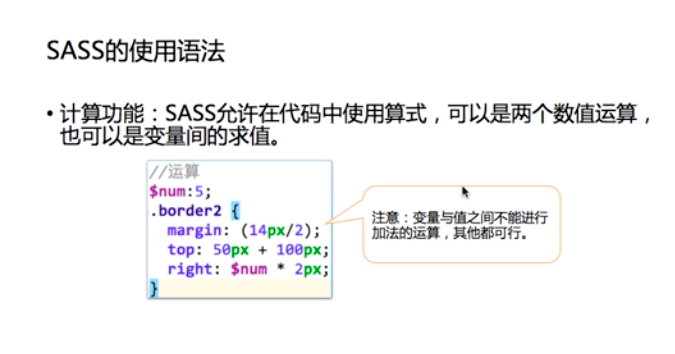 SASS的使用语法
• 计算功能：SASS允许在代码中使用算式，可以是两个数值运算，
也可以是变量间的求值。
//运算
$num:5;
.border2 {
margin: (14px/2);
top: 50px + 100px;
right: $num * 2px;
}
注意：变量与值之间不能进行
加法的运算，其他都可行。